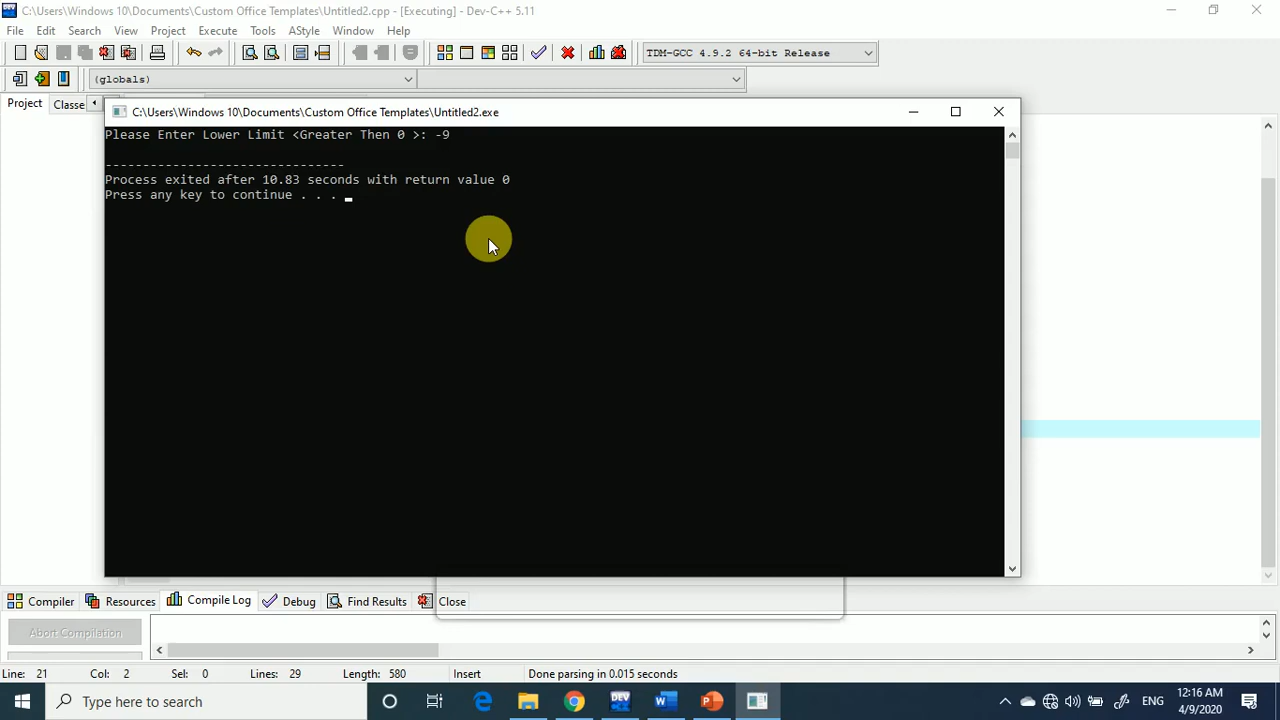 C:\Users\Windows 10\Documents\Custom Office Templates\Untitled2.cpp - [Executing] - Dev-C++ 5.11
File Edit Search View Project Execute Tools AStyle Window Help
TDM-GCC 4.9.2 64-bit Release
(globals)
Project Classe
C:\Users\Windows 10\Documents\Custom Office Templates\Untitled2.exe
Please Enter Lower Limit <Greater Then 0 >: -9
-------------------------------
Process exited after 10.83 seconds with return value 0
Press any key to continue . . .
Compiler Resources Compile Log Debug Find Results Close
Abort Compilation
Line: 21 Col: 2 Sel: 0 Lines: 29 Length: 580 Insert Done parsing in 0.015 seconds
Type here to search
DEV
ENG
12:16 AM
4/9/2020